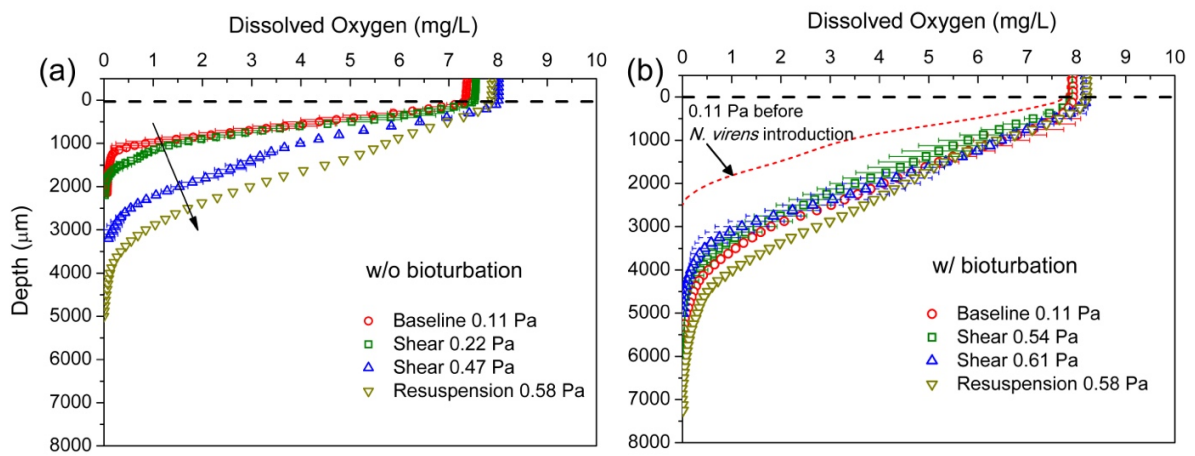 Dissolved Oxygen (mg/L)
0 1 2 3 4 5 6 7 8 9 10
(a)
Depth (μm)
0
1000
2000
3000
4000
5000
6000
7000
8000
w/o bioturbation
Baseline 0.11 Pa
Shear 0.22 Pa
Shear 0.47 Pa
Resuspension 0.58 Pa
Dissolved Oxygen (mg/L)
0 1 2 3 4 5 6 7 8 9 10
(b)
0
1000
2000
3000
4000
5000
6000
7000
8000
0.11 Pa before
N. virens introduction
w/ bioturbation
Baseline 0.11 Pa
Shear 0.54 Pa
Shear 0.61 Pa
Resuspension 0.58 Pa